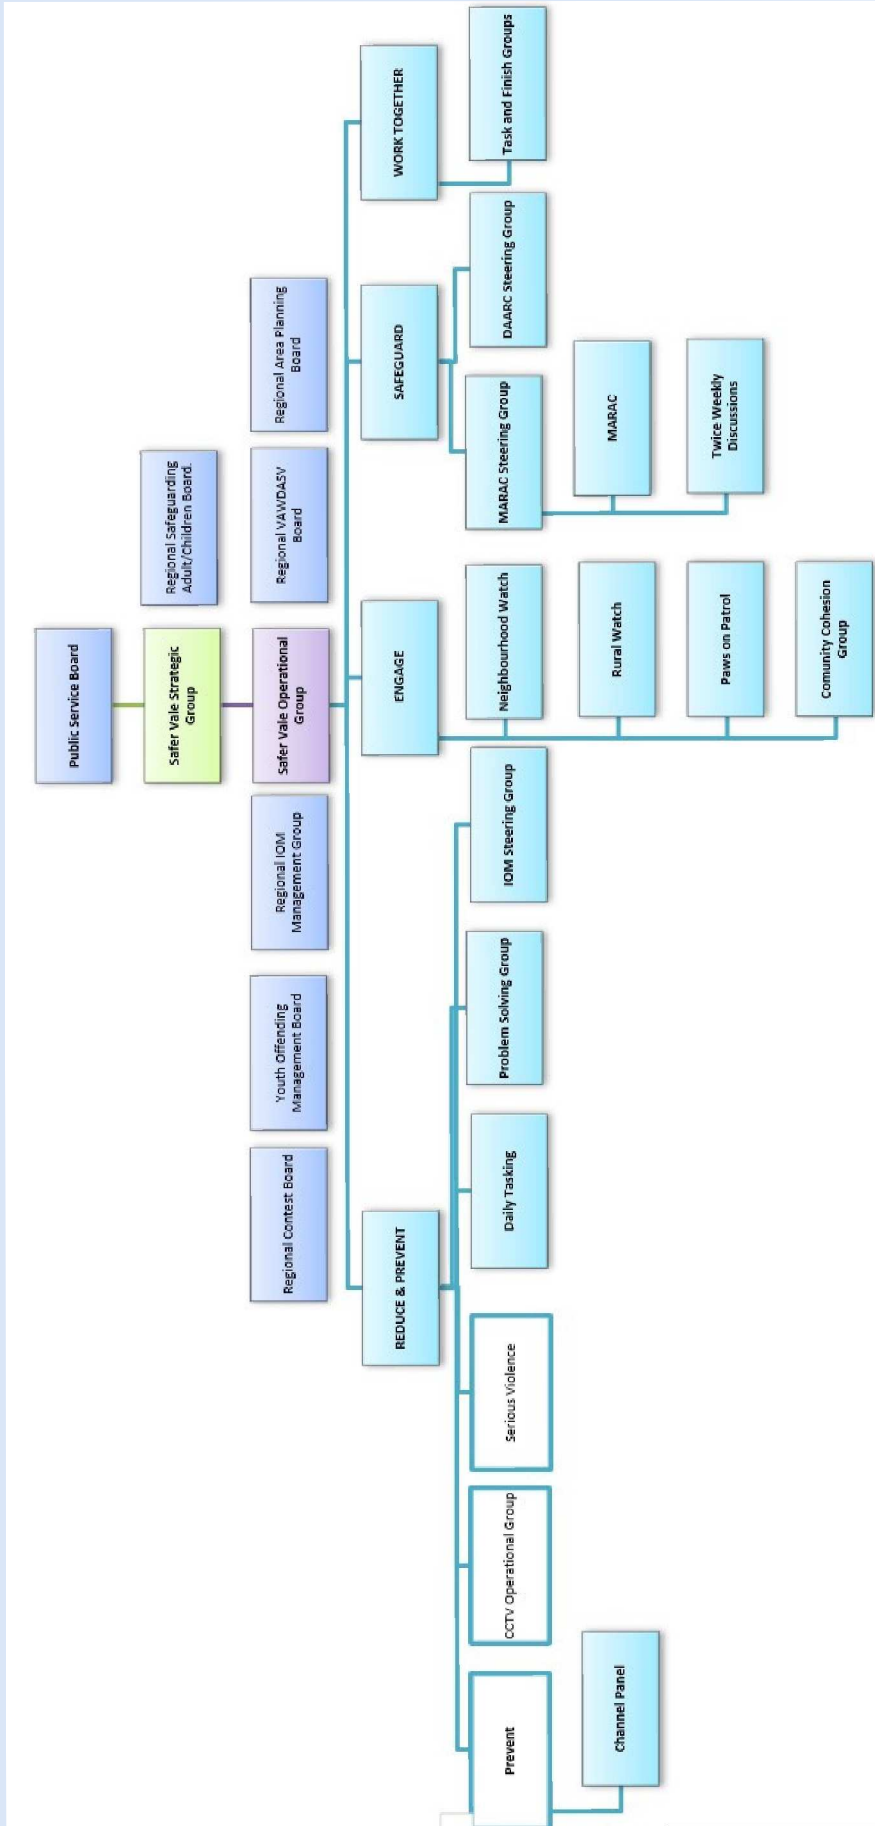 Public Service Board
Safer Vale Strategic
Group
Regional Safeguarding
Adult/Children Board.
Regional Contest Board
Youth Offending
Management Board
Regional IOM
Management Group
Safer Vale Operational
Group
Regional VAWDASV
Board
Regional Area Planning
Board
REDUCE & PREVENT
ENGAGE
SAFEGUARD
WORK TOGETHER
Prevent
CCTV Operational Group
Serious Violence
Daily Tasking
Problem Solving Group
IOM Steering Group
Neighbourhood Watch
MARAC Steering Group
DAARC Steering Group
Task and Finish Groups
Channel Panel
Rural Watch
MARAC
Paws on Patrol
Twice Weekly
Discussions
Comunity Cohesion
Group